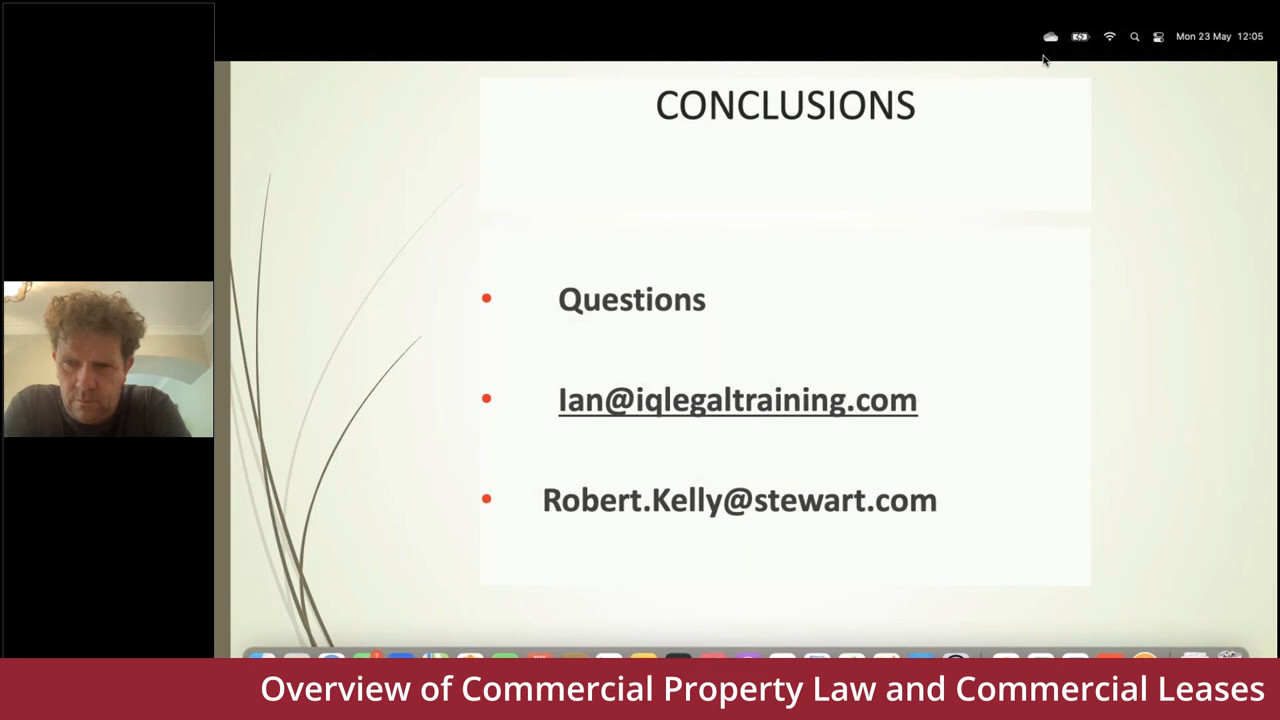 Mon 23 May 12:05
CONCLUSIONS
• Questions
• Ian@iqlegaltraining.com
• Robert.Kelly@stewart.com
Overview of Commercial Property Law and Commercial Leases